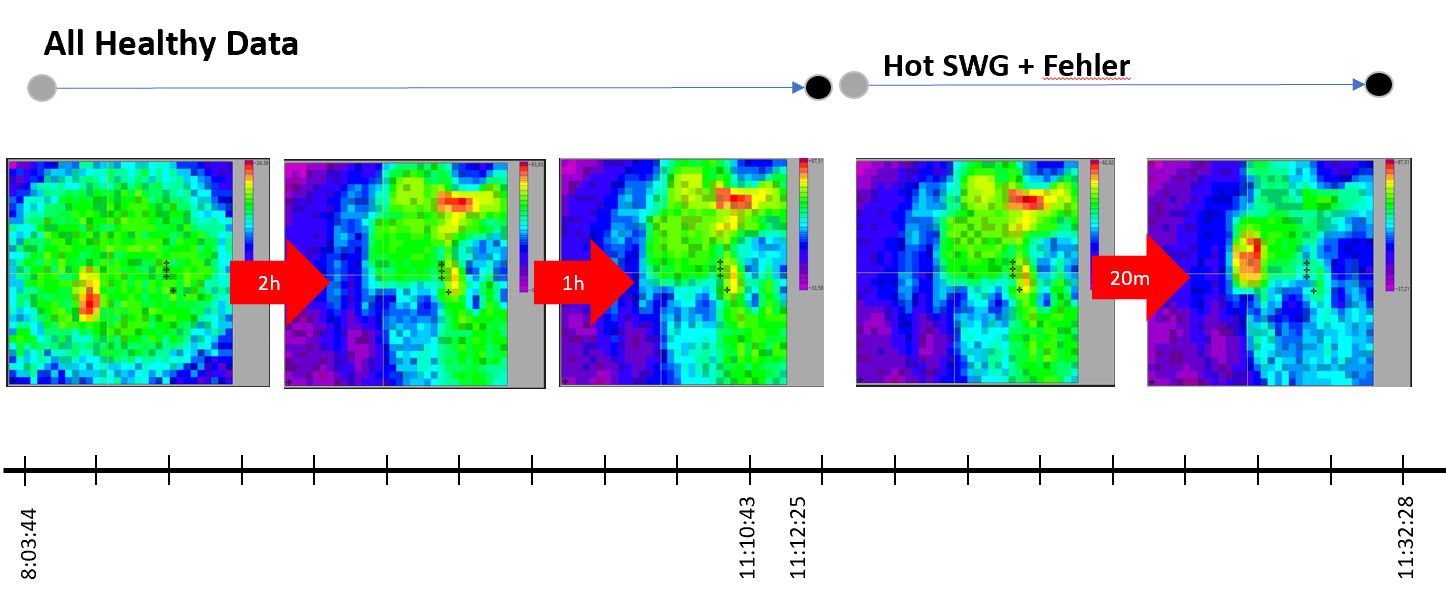 All Healthy Data
Hot SWG + Fehler
2h
1h
20m
8:03:44
11:10:43
11:12:25
11:32:28